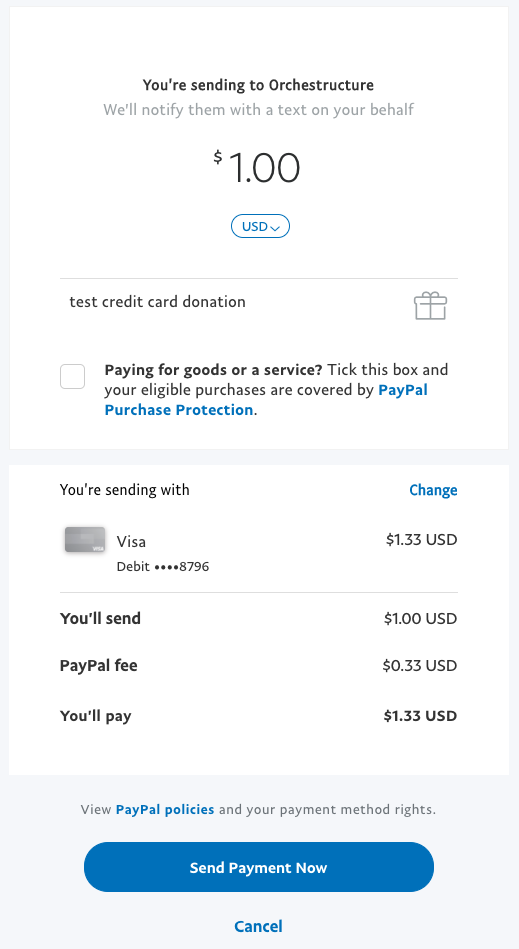 You're sending to Orchestructure
We'll notify them with a text on your behalf
$ 1.00
USD
test credit card donation
Paying for goods or a service? Tick this box and
your eligible purchases are covered by PayPal
Purchase Protection.
You're sending with
Change
Visa
$1.33 USD
Debit ••••8796
You'll send
$1.00 USD
PayPal fee
$0.33 USD
You'll pay
$1.33 USD
View PayPal policies and your payment method rights.
Send Payment Now
Cancel